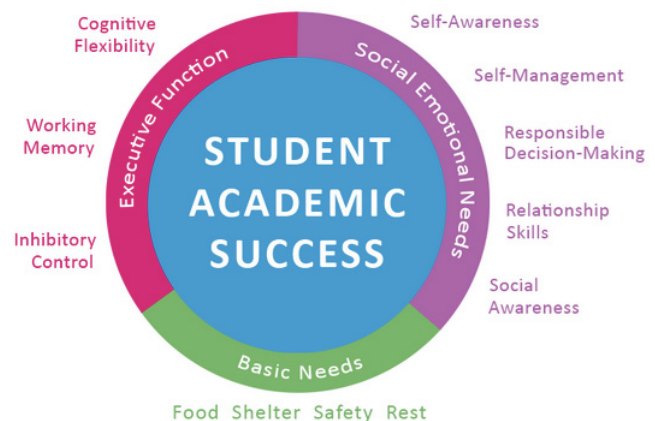 Cognitive
Flexibility
Working
Memory
Inhibitory
Control
Executive Function
STUDENT
ACADEMIC
SUCCESS
Social Emotional Needs
Self-Awareness
Self-Management
Responsible
Decision-Making
Relationship
Skills
Social
Awareness
Basic Needs
Food Shelter Safety Rest